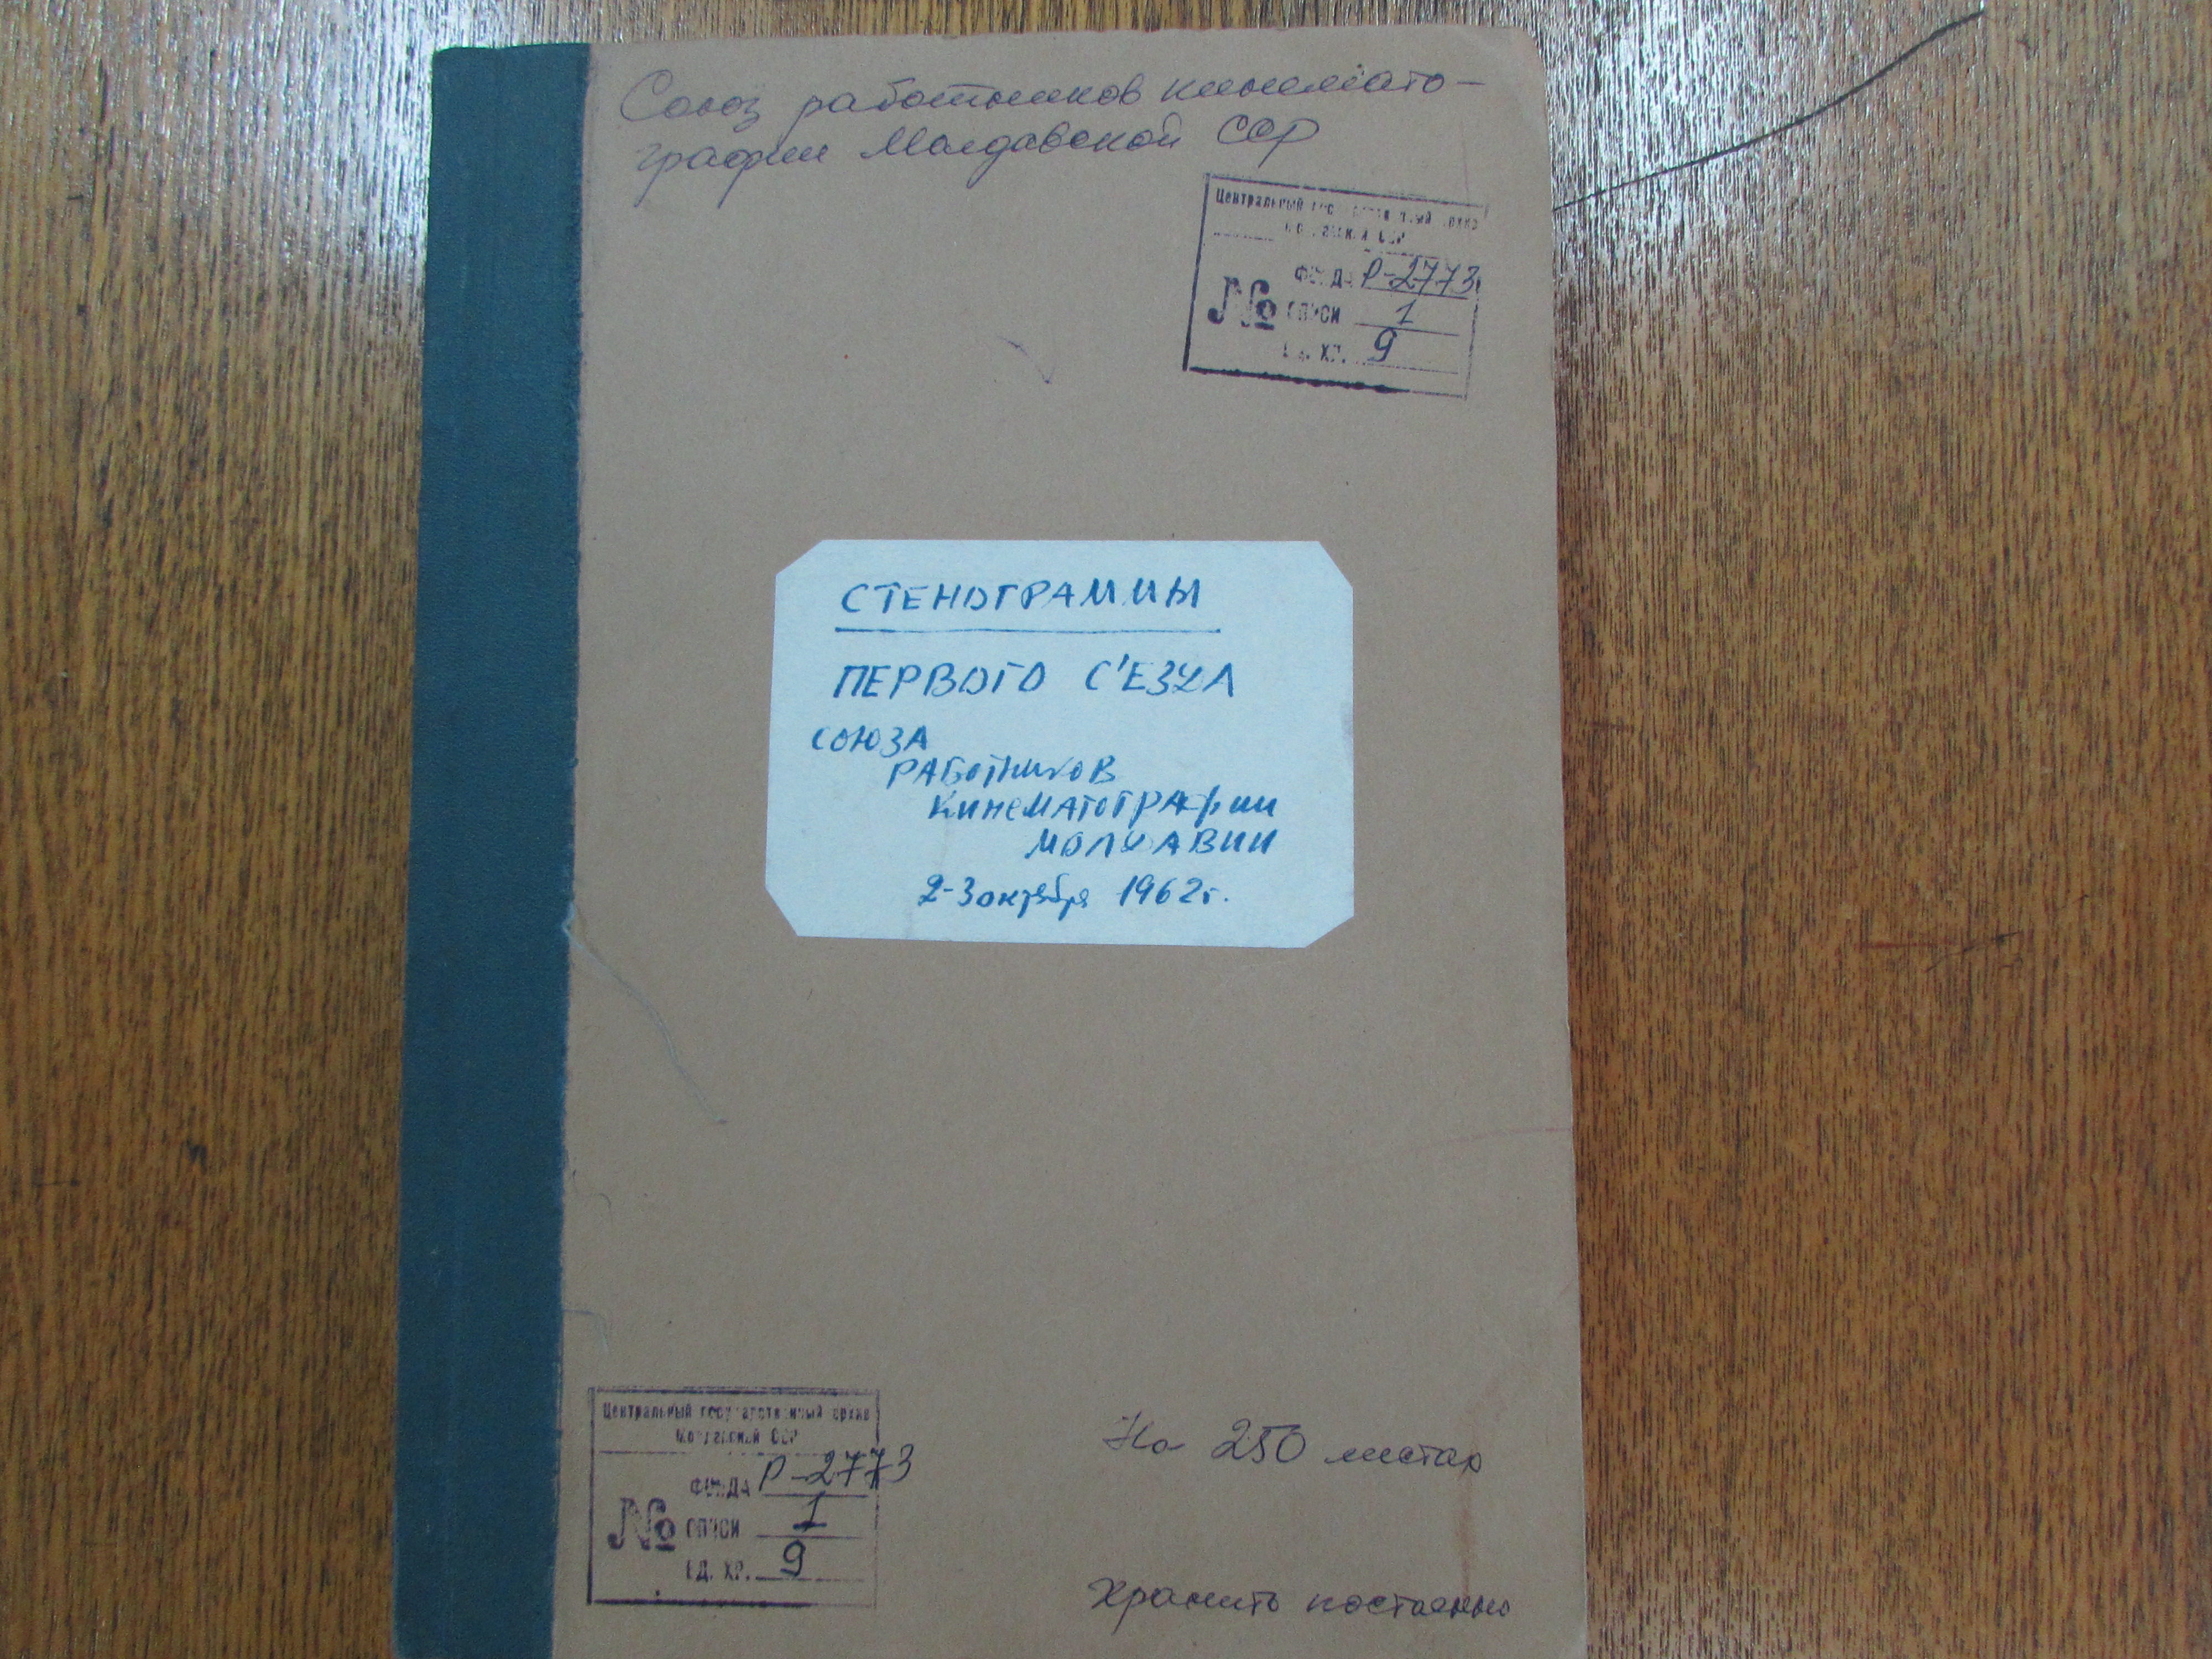 Союз работников кинемато-
графии Молдавской ССР
Центральный государственный архив
Молдавской ССР
№
фонда Р-2773
описи 1
ед. хр. 9
СТЕНОГРАММЫ
ПЕРВОГО С'ЕЗДА
СОЮЗА
РАБОТНИКОВ
КИНЕМАТОГРАФИИ
МОЛДАВИИ
2-3 октября 1962г.
Центральный государственный архив
Молдавской ССР
№
фонда Р-2773
описи 1
ед. хр. 9
На 250 листах
Хранить постоянно